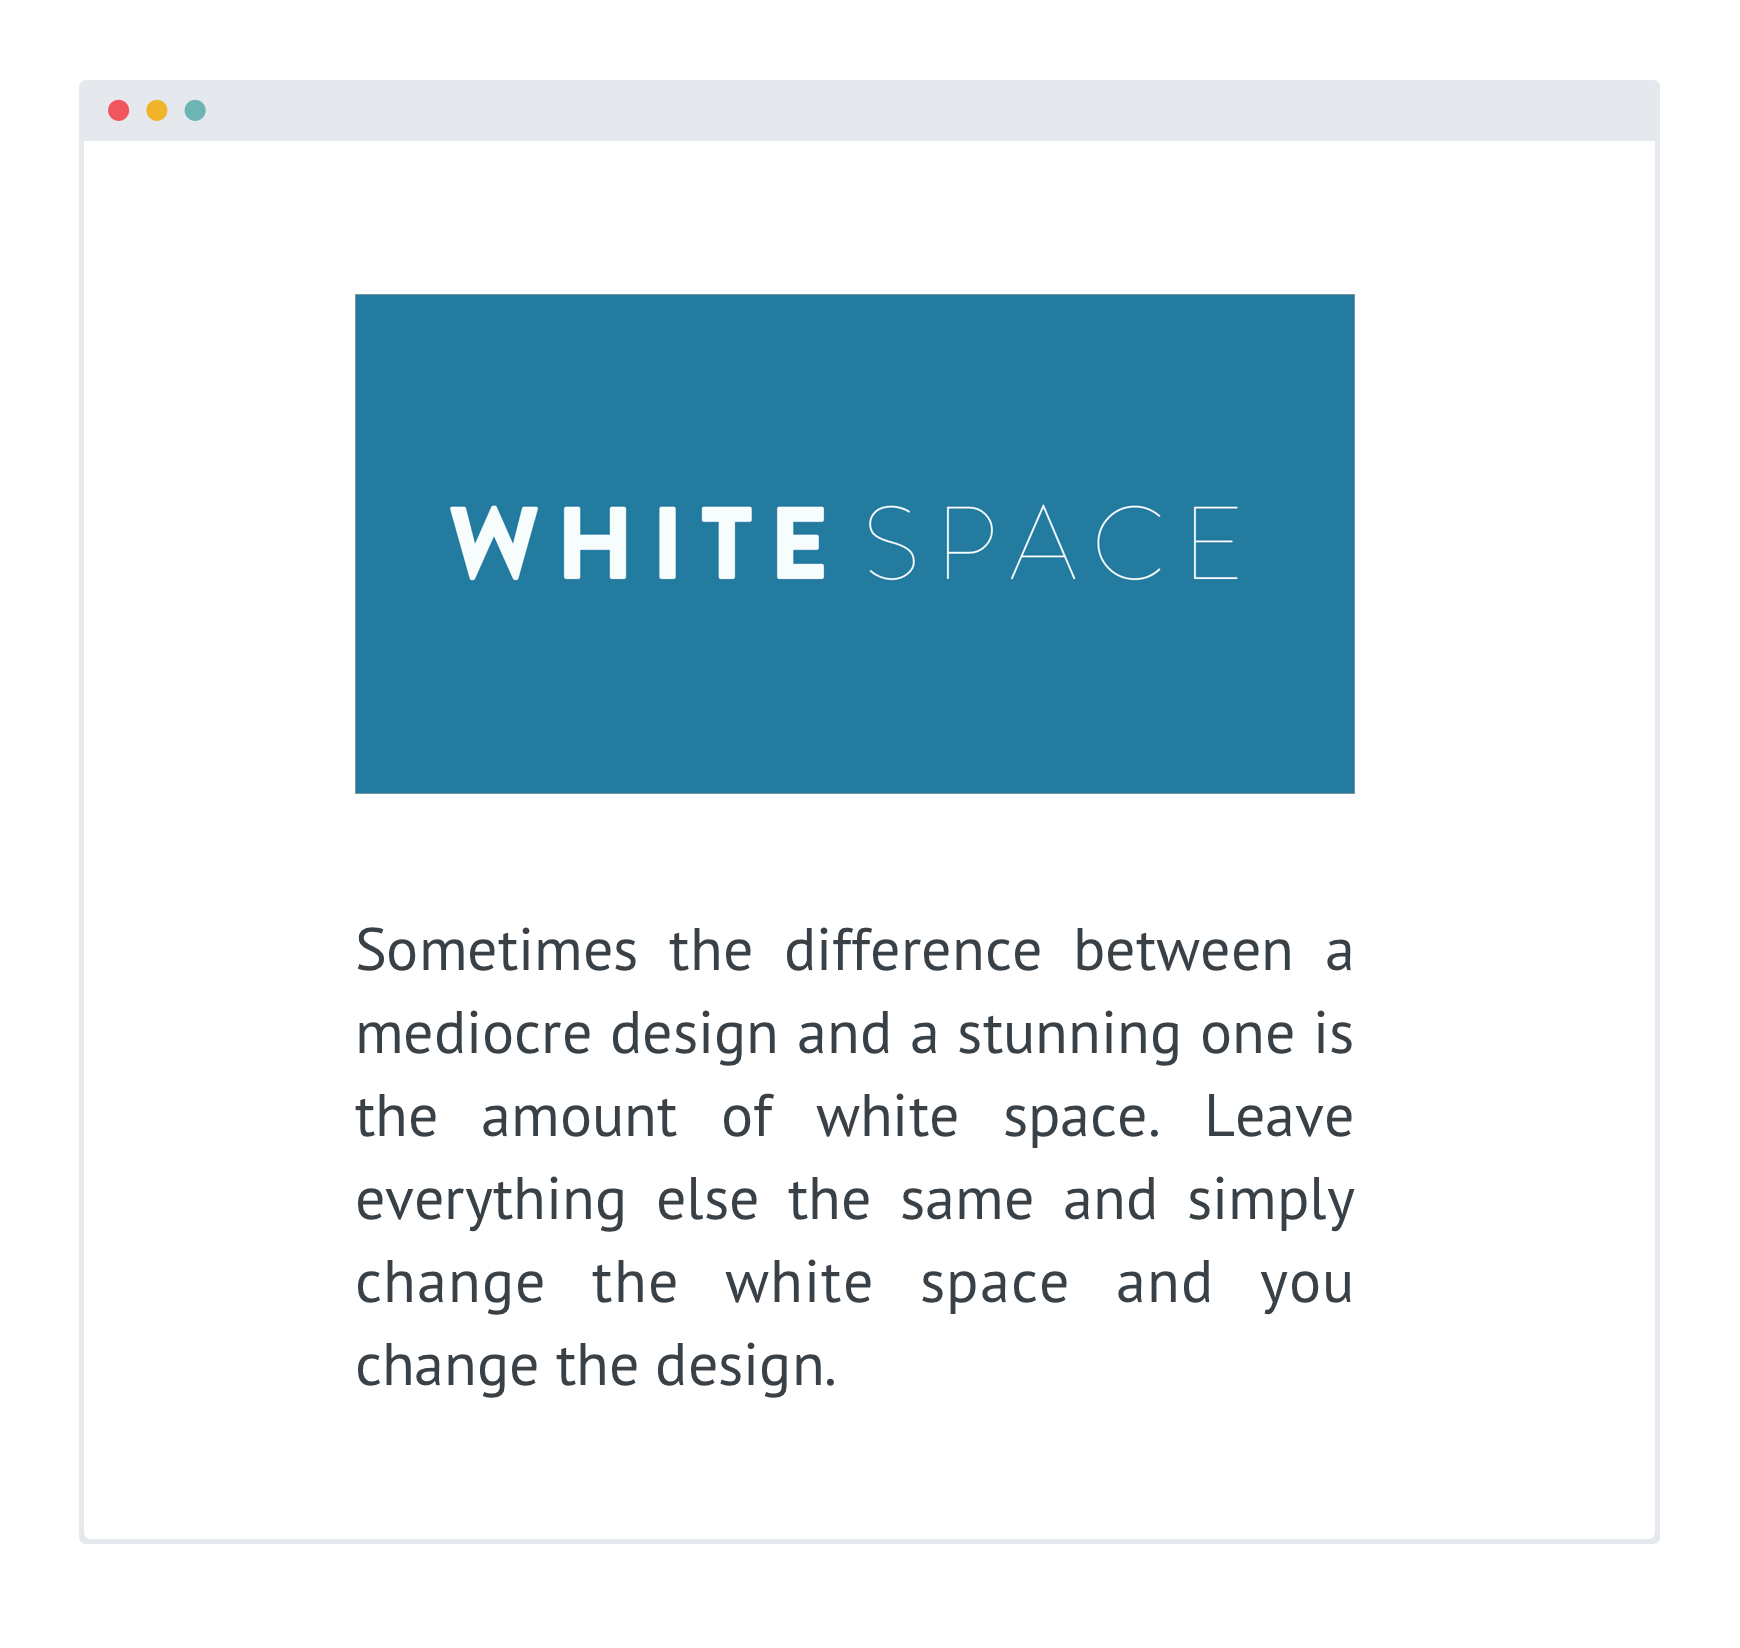 WHITE SPACE
Sometimes the difference between a
mediocre design and a stunning one is
the amount of white space. Leave
everything else the same and simply
change the white space and you
change the design.